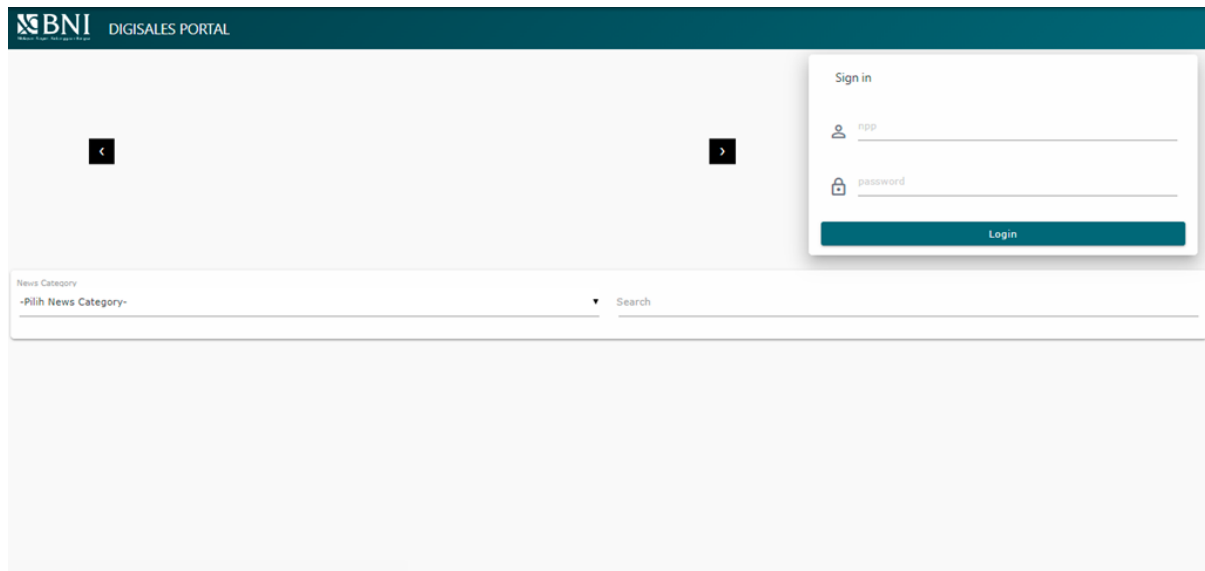 BNI
DIGISALES PORTAL
Sign in
npp
password
Login
News Category
-Pilih News Category-
Search